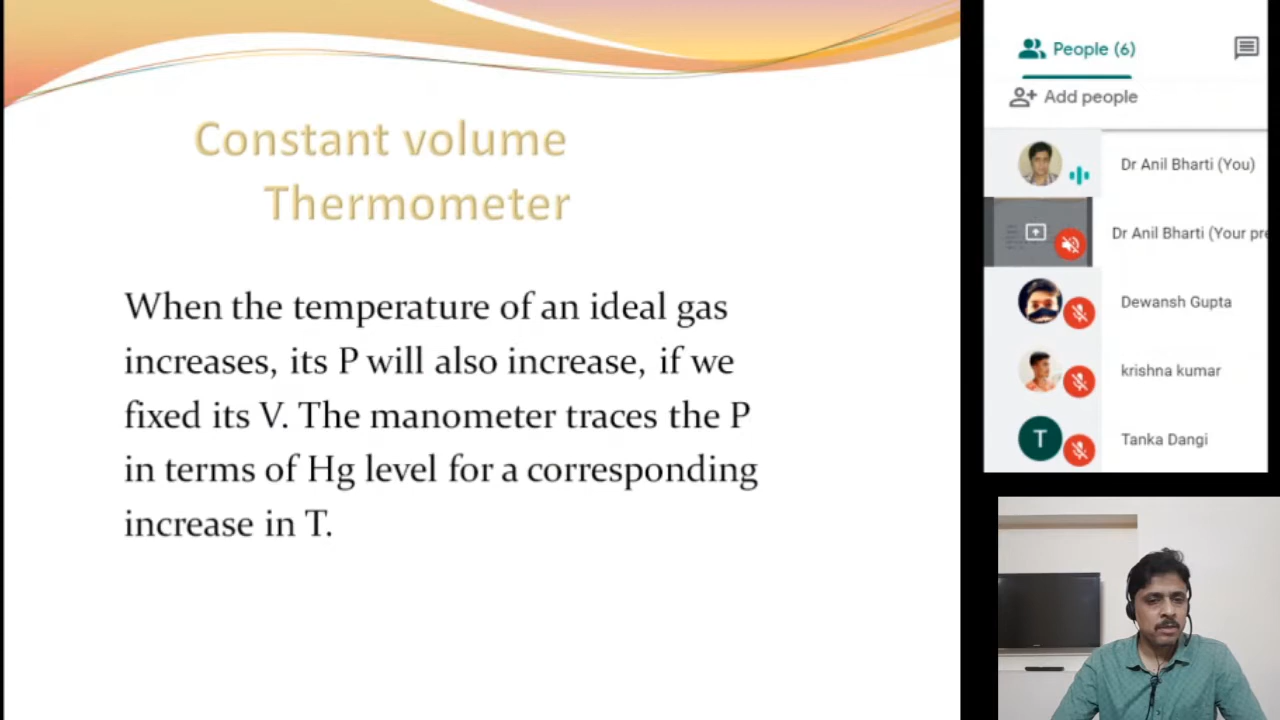 Constant volume
Thermometer
When the temperature of an ideal gas
increases, its P will also increase, if we
fixed its V. The manometer traces the P
in terms of Hg level for a corresponding
increase in T.
People (6)
Add people
Dr Anil Bharti (You)
Dr Anil Bharti (Your pre
Dewansh Gupta
krishna kumar
T
Tanka Dangi